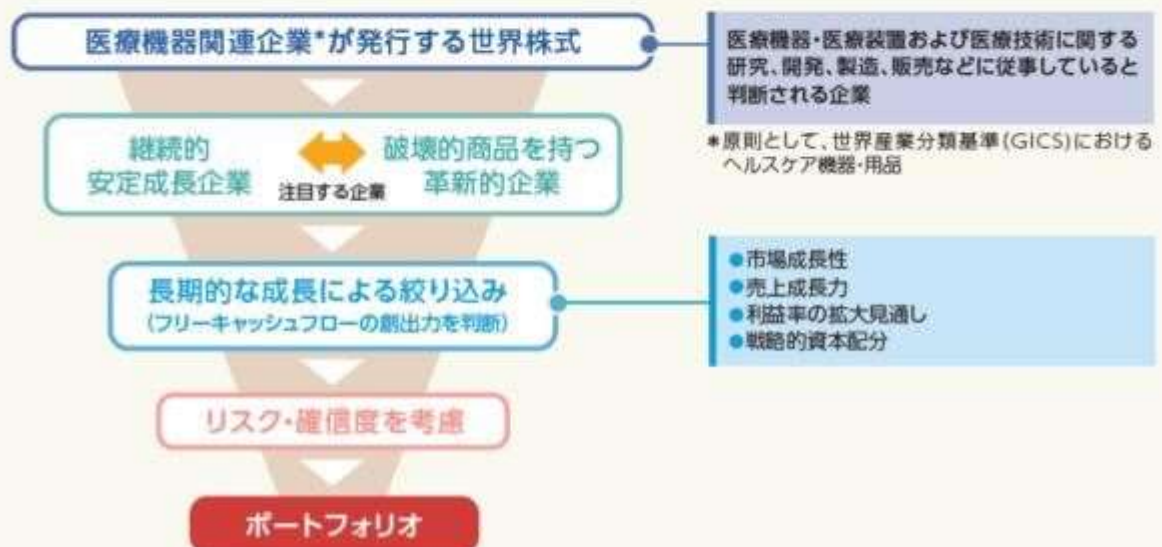 医療機器関連企業*が発行する世界株式
医療機器・医療装置および医療技術に関する
研究、開発、製造、販売などに従事していると
判断される企業
*原則として、世界産業分類基準(GICS)における
ヘルスケア機器・用品
継続的
安定成長企業
注目する企業
破壊的商品を持つ
革新的企業
長期的な成長による絞り込み
(フリーキャッシュフローの創出力を判断)
●市場成長性
●売上成長力
●利益率の拡大見通し
●戦略的資本配分
リスク・確信度を考慮
ポートフォリオ